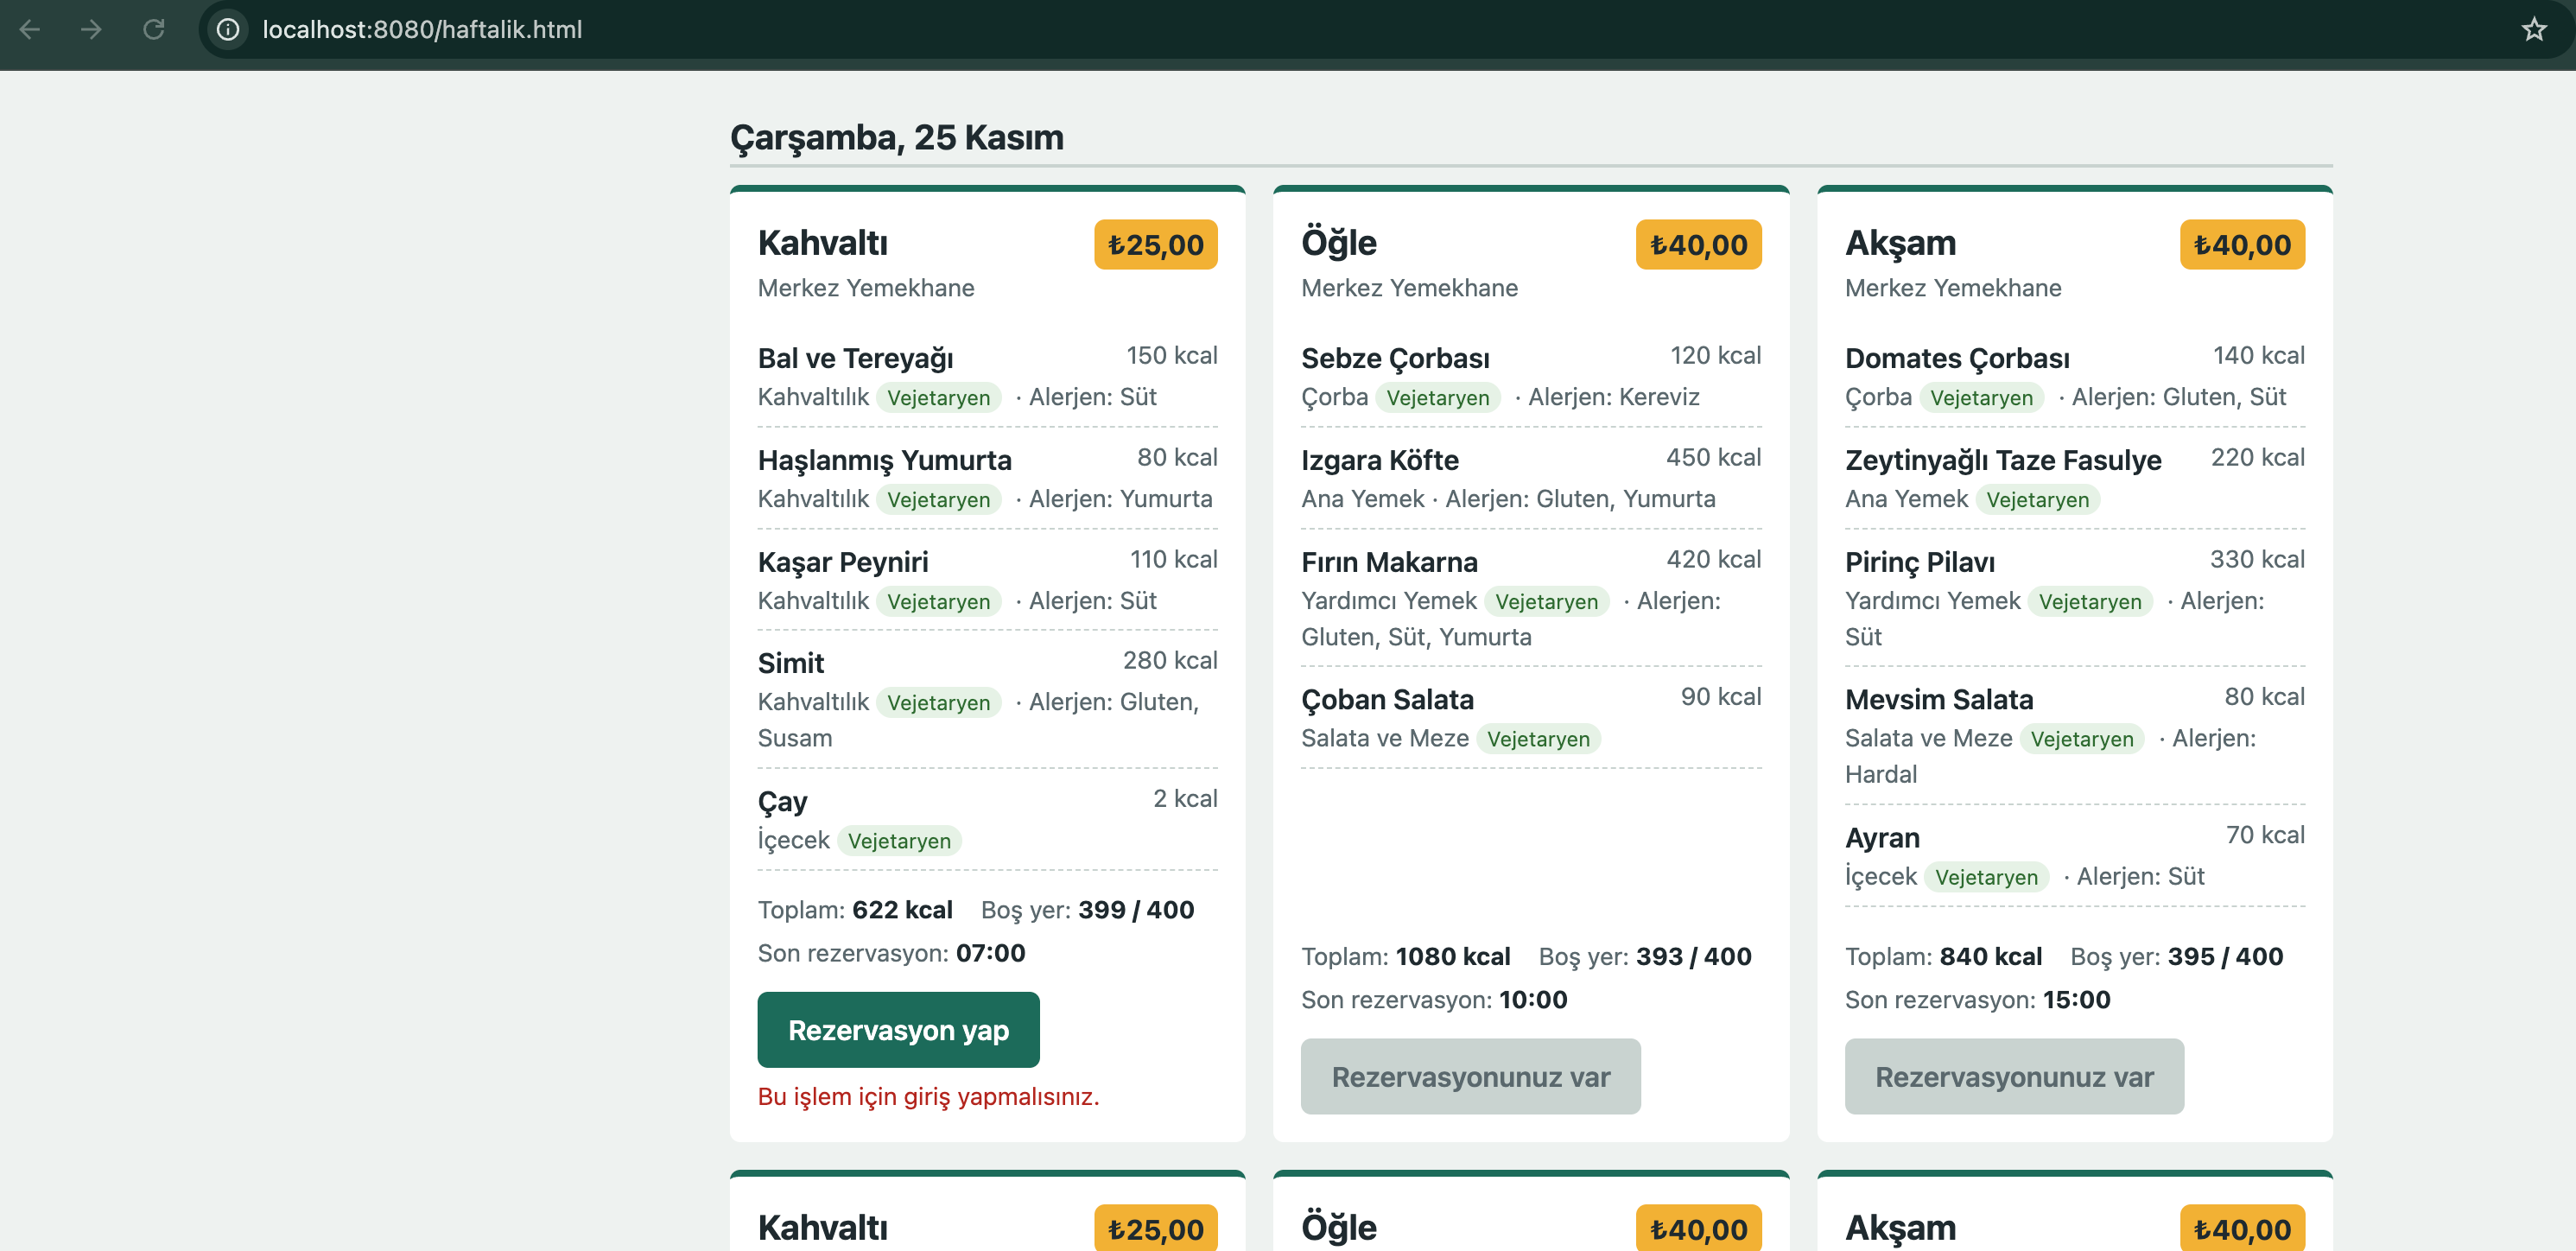 localhost:8080/haftalik.html
Çarşamba, 25 Kasım
Kahvaltı ₺25,00
Merkez Yemekhane
Bal ve Tereyağı 150 kcal
Kahvaltılık Vejetaryen · Alerjen: Süt
Haşlanmış Yumurta 80 kcal
Kahvaltılık Vejetaryen · Alerjen: Yumurta
Kaşar Peyniri 110 kcal
Kahvaltılık Vejetaryen · Alerjen: Süt
Simit 280 kcal
Kahvaltılık Vejetaryen · Alerjen: Gluten,
Susam
Çay 2 kcal
İçecek Vejetaryen
Toplam: 622 kcal Boş yer: 399 / 400
Son rezervasyon: 07:00
Rezervasyon yap
Bu işlem için giriş yapmalısınız.
Öğle ₺40,00
Merkez Yemekhane
Sebze Çorbası 120 kcal
Çorba Vejetaryen · Alerjen: Kereviz
Izgara Köfte 450 kcal
Ana Yemek · Alerjen: Gluten, Yumurta
Fırın Makarna 420 kcal
Yardımcı Yemek Vejetaryen · Alerjen:
Gluten, Süt, Yumurta
Çoban Salata 90 kcal
Salata ve Meze Vejetaryen
Toplam: 1080 kcal Boş yer: 393 / 400
Son rezervasyon: 10:00
Rezervasyonunuz var
Akşam ₺40,00
Merkez Yemekhane
Domates Çorbası 140 kcal
Çorba Vejetaryen · Alerjen: Gluten, Süt
Zeytinyağlı Taze Fasulye 220 kcal
Ana Yemek Vejetaryen
Pirinç Pilavı 330 kcal
Yardımcı Yemek Vejetaryen · Alerjen:
Süt
Mevsim Salata 80 kcal
Salata ve Meze Vejetaryen · Alerjen:
Hardal
Ayran 70 kcal
İçecek Vejetaryen · Alerjen: Süt
Toplam: 840 kcal Boş yer: 395 / 400
Son rezervasyon: 15:00
Rezervasyonunuz var
Kahvaltı ₺25,00
Öğle ₺40,00
Akşam ₺40,00